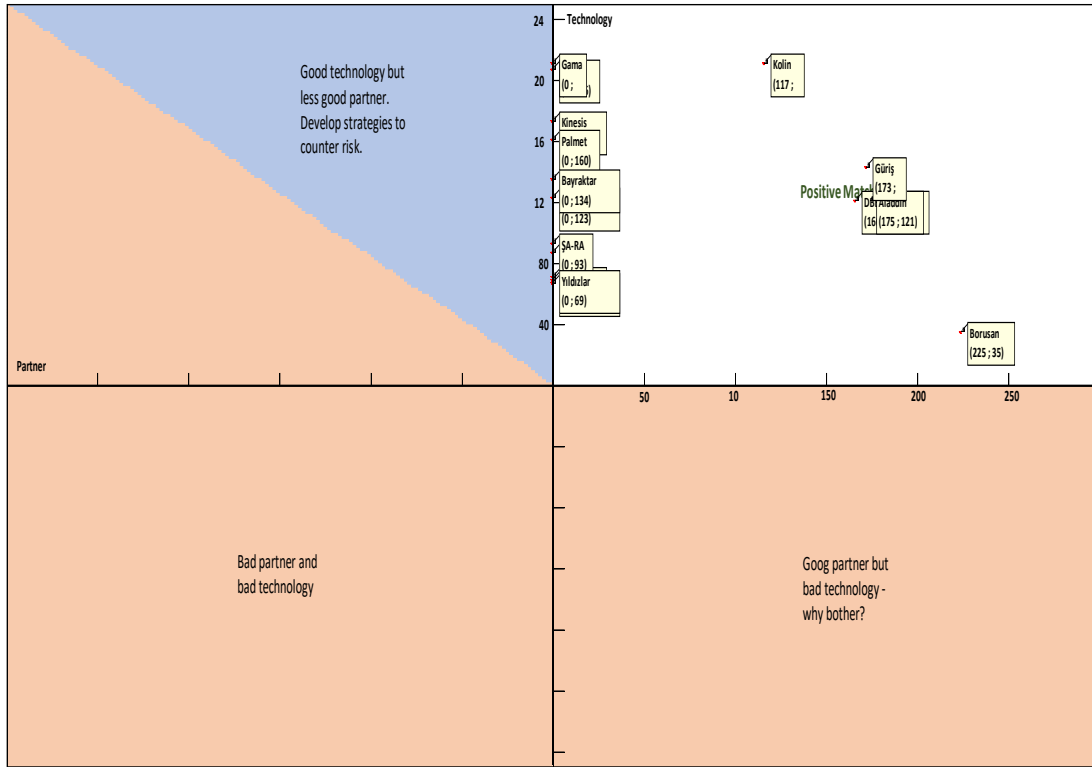 24
Technology
Good technology but
less good partner.
Develop strategies to
counter risk.
Gama
(0 ;
Kolin
(117 ;
20
Kinesis
16
Palmet
(0 ; 160)
Güriş
(173 ;
Bayraktar
(0 ; 134)
(0 ; 123)
Positive Matc
12
Aladdin
(16
(175 ; 121)
ŞA-RA
(0 ; 93)
80
Yıldızlar
(0 ; 69)
40
Borusan
(225 ; 35)
Partner
50
10
150
200
250
Bad partner and
bad technology
Goog partner but
bad technology -
why bother?